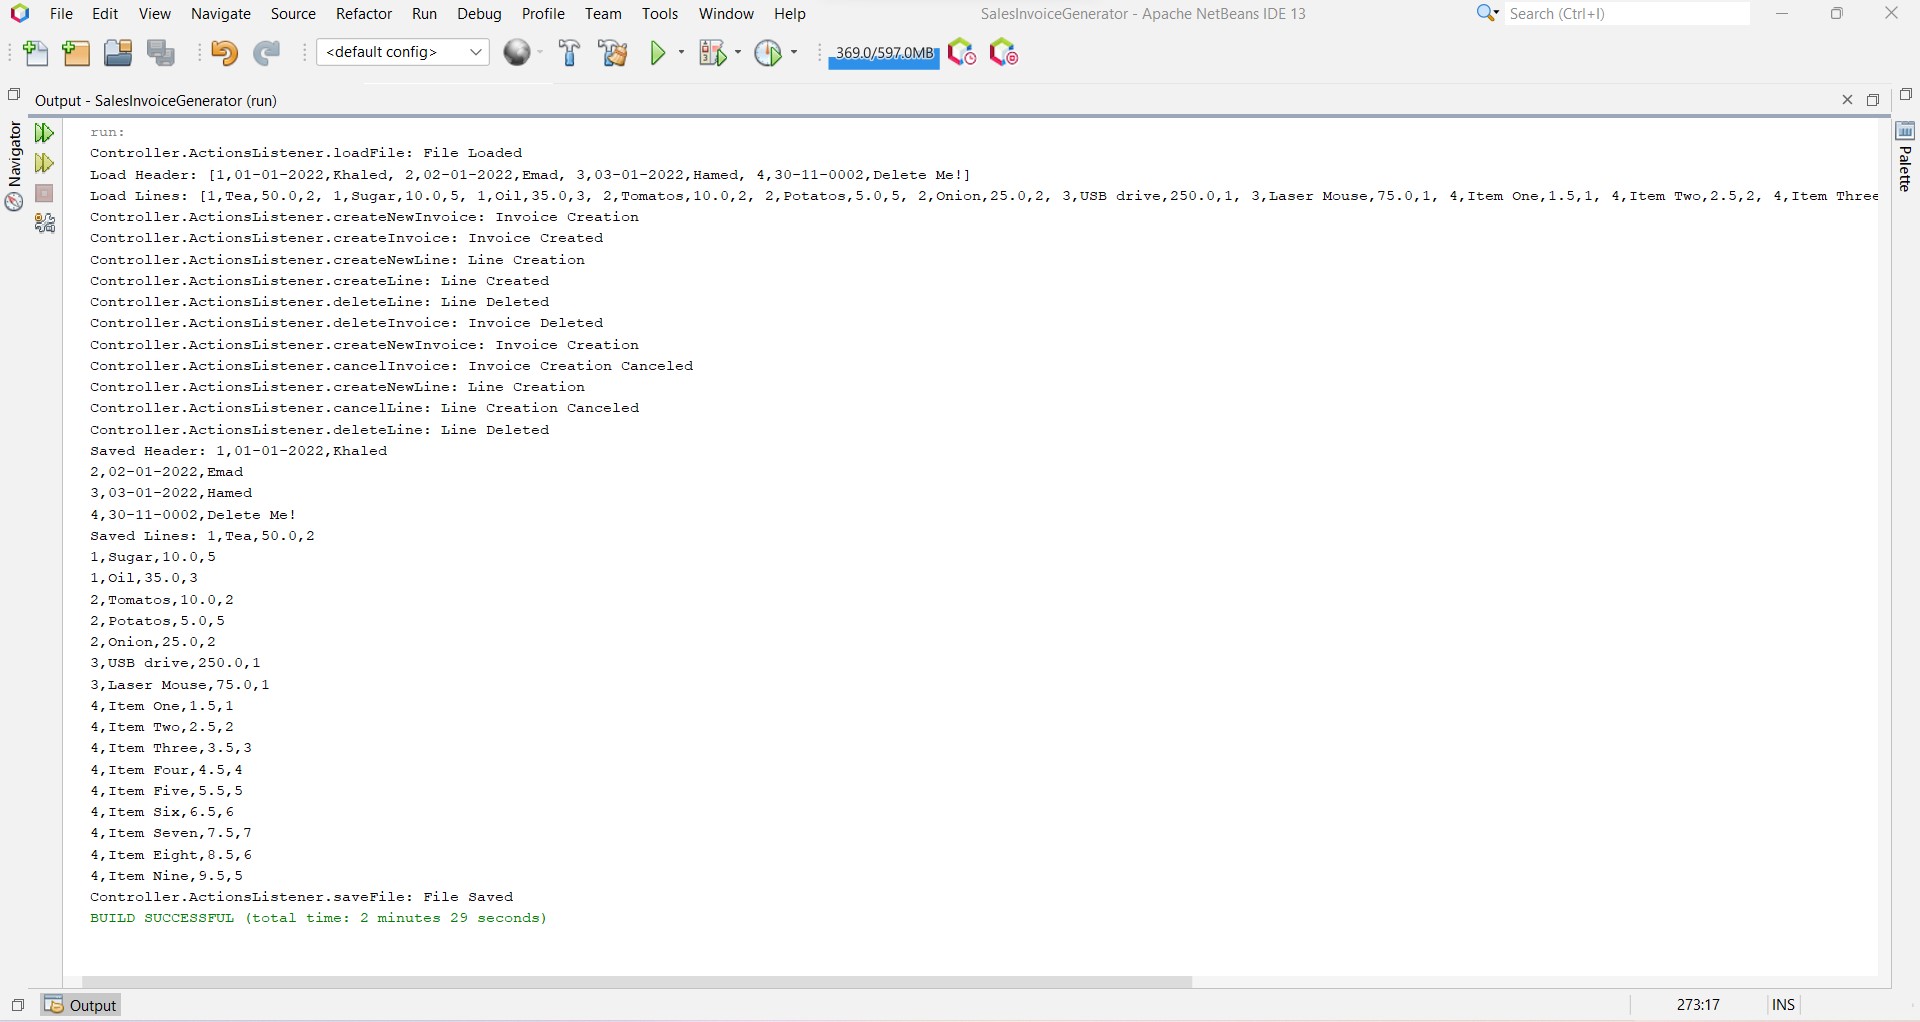 File Edit View Navigate Source Refactor Run Debug Profile Team Tools Window Help
SalesInvoiceGenerator - Apache NetBeans IDE 13
Search (Ctrl+I)
<default config>
369.0/597.0MB
Output - SalesInvoiceGenerator (run)
Navigator
Palette
run:
Controller.ActionsListener.loadFile: File Loaded
Load Header: [1,01-01-2022,Khaled, 2,02-01-2022,Emad, 3,03-01-2022,Hamed, 4,30-11-0002,Delete Me!]
Load Lines: [1,Tea,50.0,2, 1,Sugar,10.0,5, 1,Oil,35.0,3, 2,Tomatos,10.0,2, 2,Potatos,5.0,5, 2,Onion,25.0,2, 3,USB drive,250.0,1, 3,Laser Mouse,75.0,1, 4,Item One,1.5,1, 4,Item Two,2.5,2, 4,Item Three
Controller.ActionsListener.createNewInvoice: Invoice Creation
Controller.ActionsListener.createInvoice: Invoice Created
Controller.ActionsListener.createNewLine: Line Creation
Controller.ActionsListener.createLine: Line Created
Controller.ActionsListener.deleteLine: Line Deleted
Controller.ActionsListener.deleteInvoice: Invoice Deleted
Controller.ActionsListener.createNewInvoice: Invoice Creation
Controller.ActionsListener.cancelInvoice: Invoice Creation Canceled
Controller.ActionsListener.createNewLine: Line Creation
Controller.ActionsListener.cancelLine: Line Creation Canceled
Controller.ActionsListener.deleteLine: Line Deleted
Saved Header: 1,01-01-2022,Khaled
2,02-01-2022,Emad
3,03-01-2022,Hamed
4,30-11-0002,Delete Me!
Saved Lines: 1,Tea,50.0,2
1,Sugar,10.0,5
1,Oil,35.0,3
2,Tomatos,10.0,2
2,Potatos,5.0,5
2,Onion,25.0,2
3,USB drive,250.0,1
3,Laser Mouse,75.0,1
4,Item One,1.5,1
4,Item Two,2.5,2
4,Item Three,3.5,3
4,Item Four,4.5,4
4,Item Five,5.5,5
4,Item Six,6.5,6
4,Item Seven,7.5,7
4,Item Eight,8.5,6
4,Item Nine,9.5,5
Controller.ActionsListener.saveFile: File Saved
BUILD SUCCESSFUL (total time: 2 minutes 29 seconds)
Output
273:17
INS